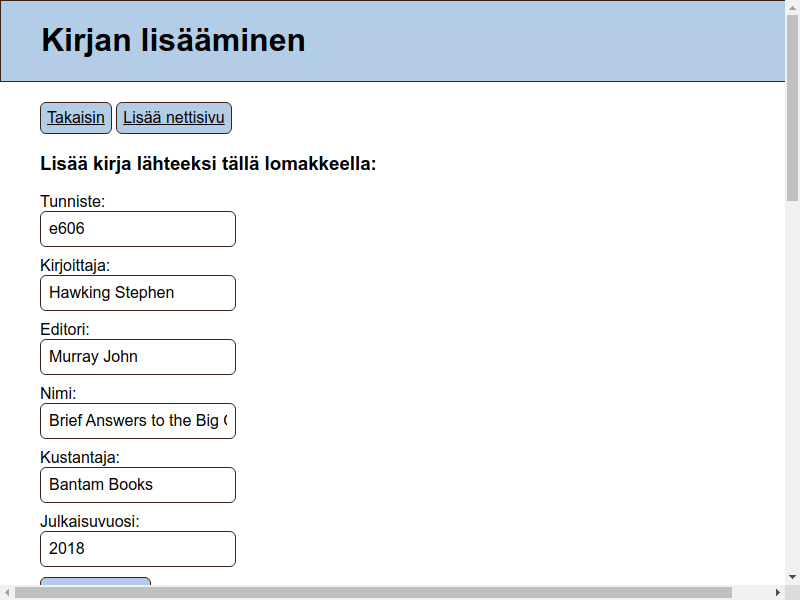 Kirjan lisääminen
Takaisin Lisää nettisivu
Lisää kirja lähteeksi tällä lomakkeella:
Tunniste:
e606
Kirjoittaja:
Hawking Stephen
Editori:
Murray John
Nimi:
Brief Answers to the Big
Kustantaja:
Bantam Books
Julkaisuvuosi:
2018